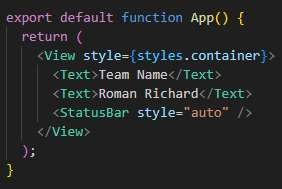 export default function App() {
  return (
    <View style={styles.container}>
      <Text>Team Name</Text>
      <Text>Roman Richard</Text>
      <StatusBar style="auto" />
    </View>
  );
}